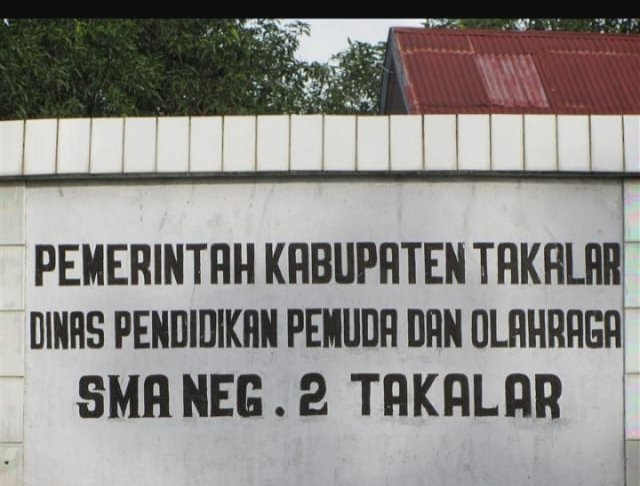 PEMERINTAH KABUPATEN TAKALAR
DINAS PENDIDIKAN PEMUDA DAN OLAHRAGA
SMA NEG. 2 TAKALAR